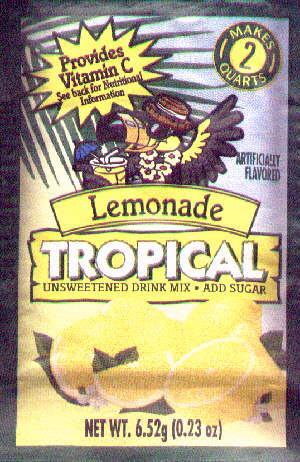 Provides
Vitamin C
See back for Nutritional
Information
MAKES
2
QUARTS
ARTIFICIALLY
FLAVORED
Lemonade
TROPICAL
UNSWEETENED DRINK MIX • ADD SUGAR
NET WT. 6.52g (0.23 oz)